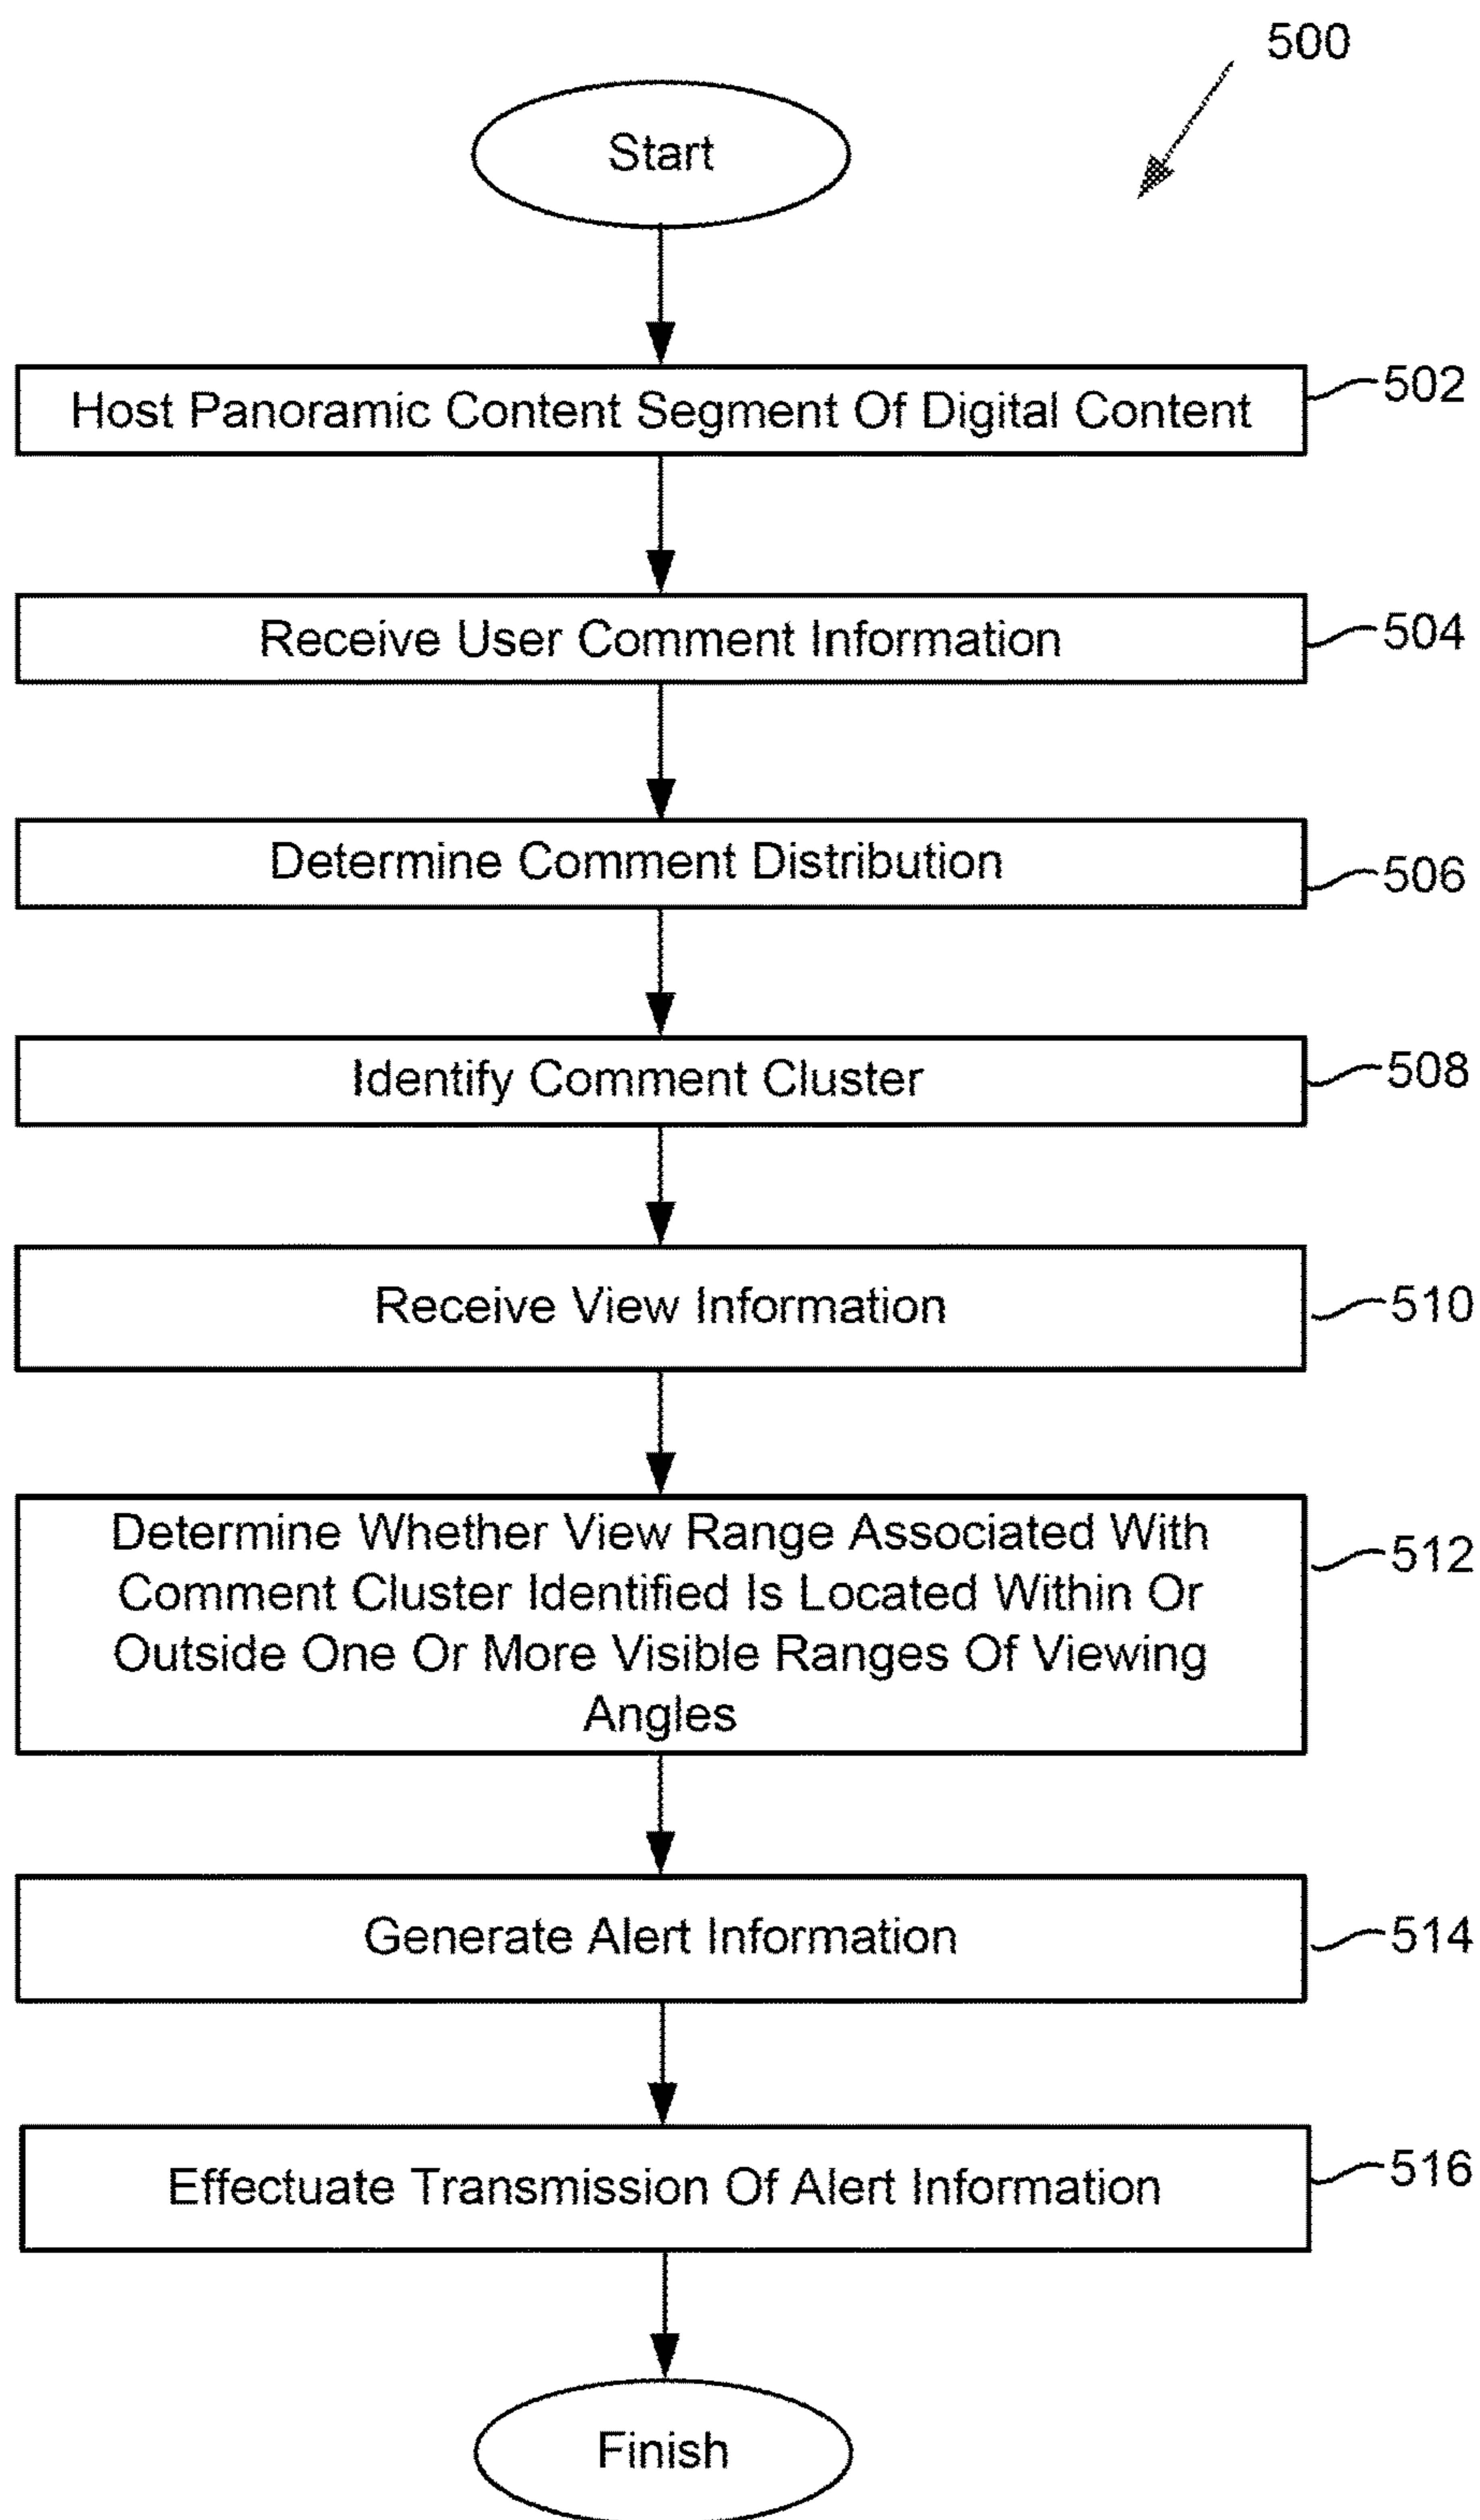 500
Start
Host Panoramic Content Segment Of Digital Content
502
Receive User Comment Information
504
Determine Comment Distribution
506
Identify Comment Cluster
508
Receive View Information
510
Determine Whether View Range Associated With
Comment Cluster Identified Is Located Within Or
Outside One Or More Visible Ranges Of Viewing
Angles
512
Generate Alert Information
514
Effectuate Transmission Of Alert Information
516
Finish